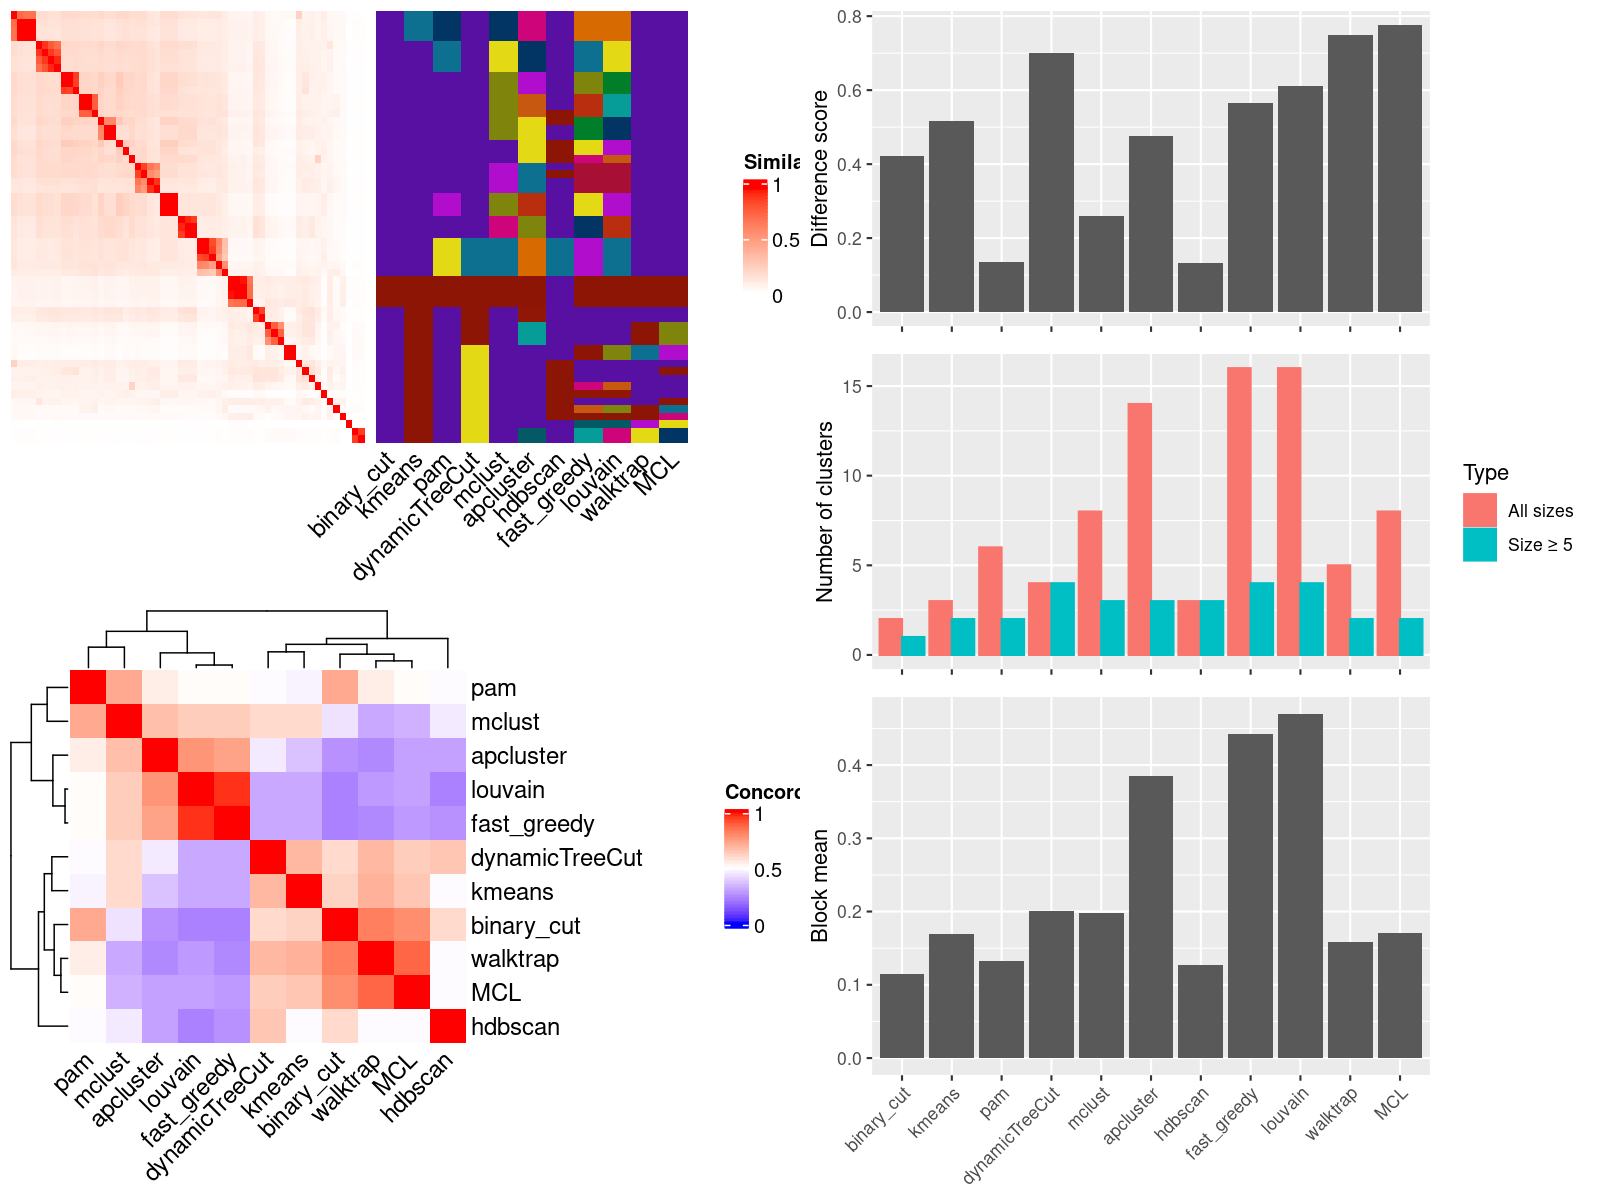 Simila
1
0.5
0
binary_cut
kmeans
pam
dynamicTreeCut
mclust
apcluster
hdbscan
fast_greedy
louvain
walktrap
MCL
Difference score
0.8
0.6
0.4
0.2
0.0
Number of clusters
15
10
5
0
Type
All sizes
Size ≥ 5
pam
mclust
apcluster
louvain
fast_greedy
dynamicTreeCut
kmeans
binary_cut
walktrap
MCL
hdbscan
pam
mclust
apcluster
louvain
fast_greedy
dynamicTreeCut
kmeans
binary_cut
walktrap
MCL
hdbscan
Concord
1
0.5
0
Block mean
0.4
0.3
0.2
0.1
0.0
binary_cut
kmeans
pam
dynamicTreeCut
mclust
apcluster
hdbscan
fast_greedy
louvain
walktrap
MCL